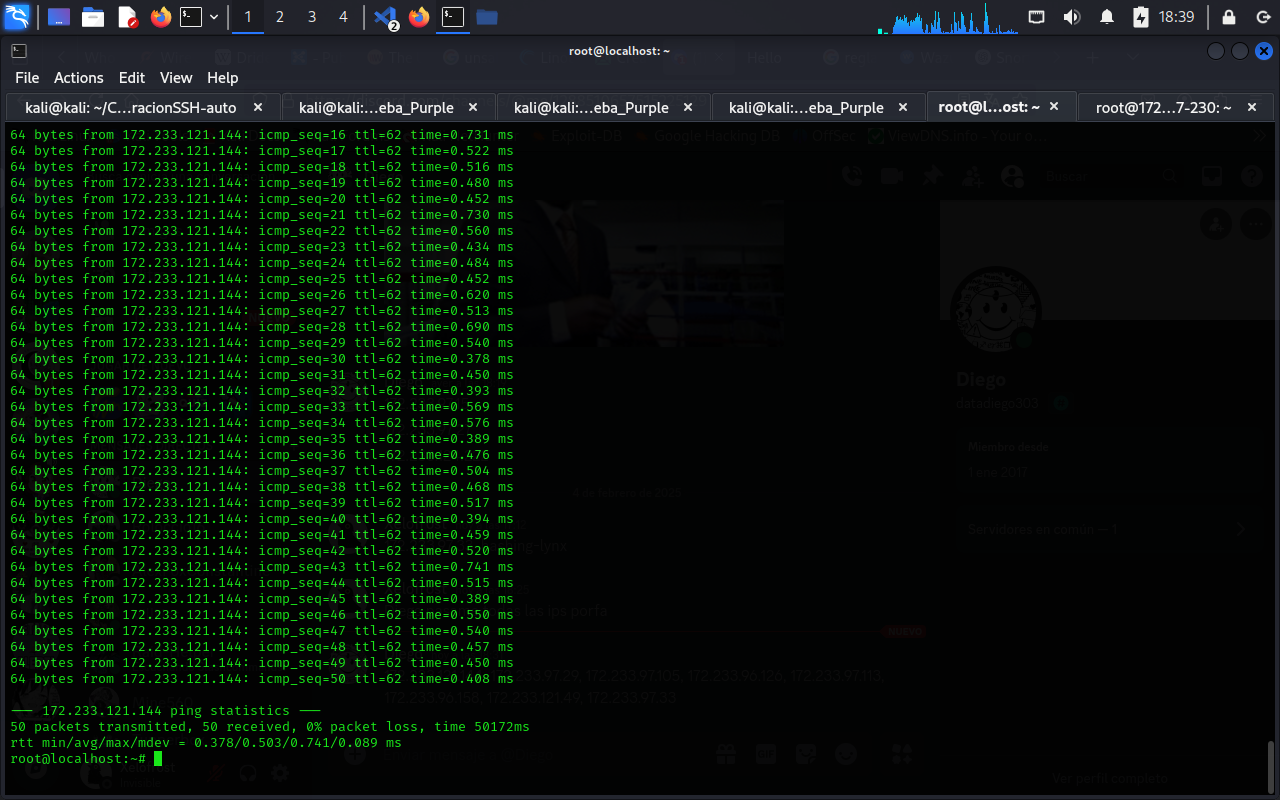 1 2 3 4 2 18:39
root@localhost: ~
File Actions Edit View Help
kali@kali: ~/C...racionSSH-auto kali@kali:...eba_Purple kali@kali:...eba_Purple kali@kali:...eba_Purple root@l...ost: ~ root@172...7-230: ~
64 bytes from 172.233.121.144: icmp_seq=16 ttl=62 time=0.731 ms
64 bytes from 172.233.121.144: icmp_seq=17 ttl=62 time=0.522 ms
64 bytes from 172.233.121.144: icmp_seq=18 ttl=62 time=0.516 ms
64 bytes from 172.233.121.144: icmp_seq=19 ttl=62 time=0.480 ms
64 bytes from 172.233.121.144: icmp_seq=20 ttl=62 time=0.452 ms
64 bytes from 172.233.121.144: icmp_seq=21 ttl=62 time=0.730 ms
64 bytes from 172.233.121.144: icmp_seq=22 ttl=62 time=0.560 ms
64 bytes from 172.233.121.144: icmp_seq=23 ttl=62 time=0.434 ms
64 bytes from 172.233.121.144: icmp_seq=24 ttl=62 time=0.484 ms
64 bytes from 172.233.121.144: icmp_seq=25 ttl=62 time=0.452 ms
64 bytes from 172.233.121.144: icmp_seq=26 ttl=62 time=0.620 ms
64 bytes from 172.233.121.144: icmp_seq=27 ttl=62 time=0.513 ms
64 bytes from 172.233.121.144: icmp_seq=28 ttl=62 time=0.690 ms
64 bytes from 172.233.121.144: icmp_seq=29 ttl=62 time=0.540 ms
64 bytes from 172.233.121.144: icmp_seq=30 ttl=62 time=0.378 ms
64 bytes from 172.233.121.144: icmp_seq=31 ttl=62 time=0.450 ms
64 bytes from 172.233.121.144: icmp_seq=32 ttl=62 time=0.393 ms
64 bytes from 172.233.121.144: icmp_seq=33 ttl=62 time=0.569 ms
64 bytes from 172.233.121.144: icmp_seq=34 ttl=62 time=0.576 ms
64 bytes from 172.233.121.144: icmp_seq=35 ttl=62 time=0.389 ms
64 bytes from 172.233.121.144: icmp_seq=36 ttl=62 time=0.476 ms
64 bytes from 172.233.121.144: icmp_seq=37 ttl=62 time=0.504 ms
64 bytes from 172.233.121.144: icmp_seq=38 ttl=62 time=0.468 ms
64 bytes from 172.233.121.144: icmp_seq=39 ttl=62 time=0.517 ms
64 bytes from 172.233.121.144: icmp_seq=40 ttl=62 time=0.394 ms
64 bytes from 172.233.121.144: icmp_seq=41 ttl=62 time=0.459 ms
64 bytes from 172.233.121.144: icmp_seq=42 ttl=62 time=0.520 ms
64 bytes from 172.233.121.144: icmp_seq=43 ttl=62 time=0.741 ms
64 bytes from 172.233.121.144: icmp_seq=44 ttl=62 time=0.515 ms
64 bytes from 172.233.121.144: icmp_seq=45 ttl=62 time=0.389 ms
64 bytes from 172.233.121.144: icmp_seq=46 ttl=62 time=0.550 ms
64 bytes from 172.233.121.144: icmp_seq=47 ttl=62 time=0.540 ms
64 bytes from 172.233.121.144: icmp_seq=48 ttl=62 time=0.457 ms
64 bytes from 172.233.121.144: icmp_seq=49 ttl=62 time=0.450 ms
64 bytes from 172.233.121.144: icmp_seq=50 ttl=62 time=0.408 ms
--- 172.233.121.144 ping statistics ---
50 packets transmitted, 50 received, 0% packet loss, time 50172ms
rtt min/avg/max/mdev = 0.378/0.503/0.741/0.089 ms
root@localhost:~#
Exploit-DB Google Hacking DB OffSec
Buscar
Diego
datadiego303
Miembro desde
1 ene 2017
Servidores en común — 1
Ver perfil completo